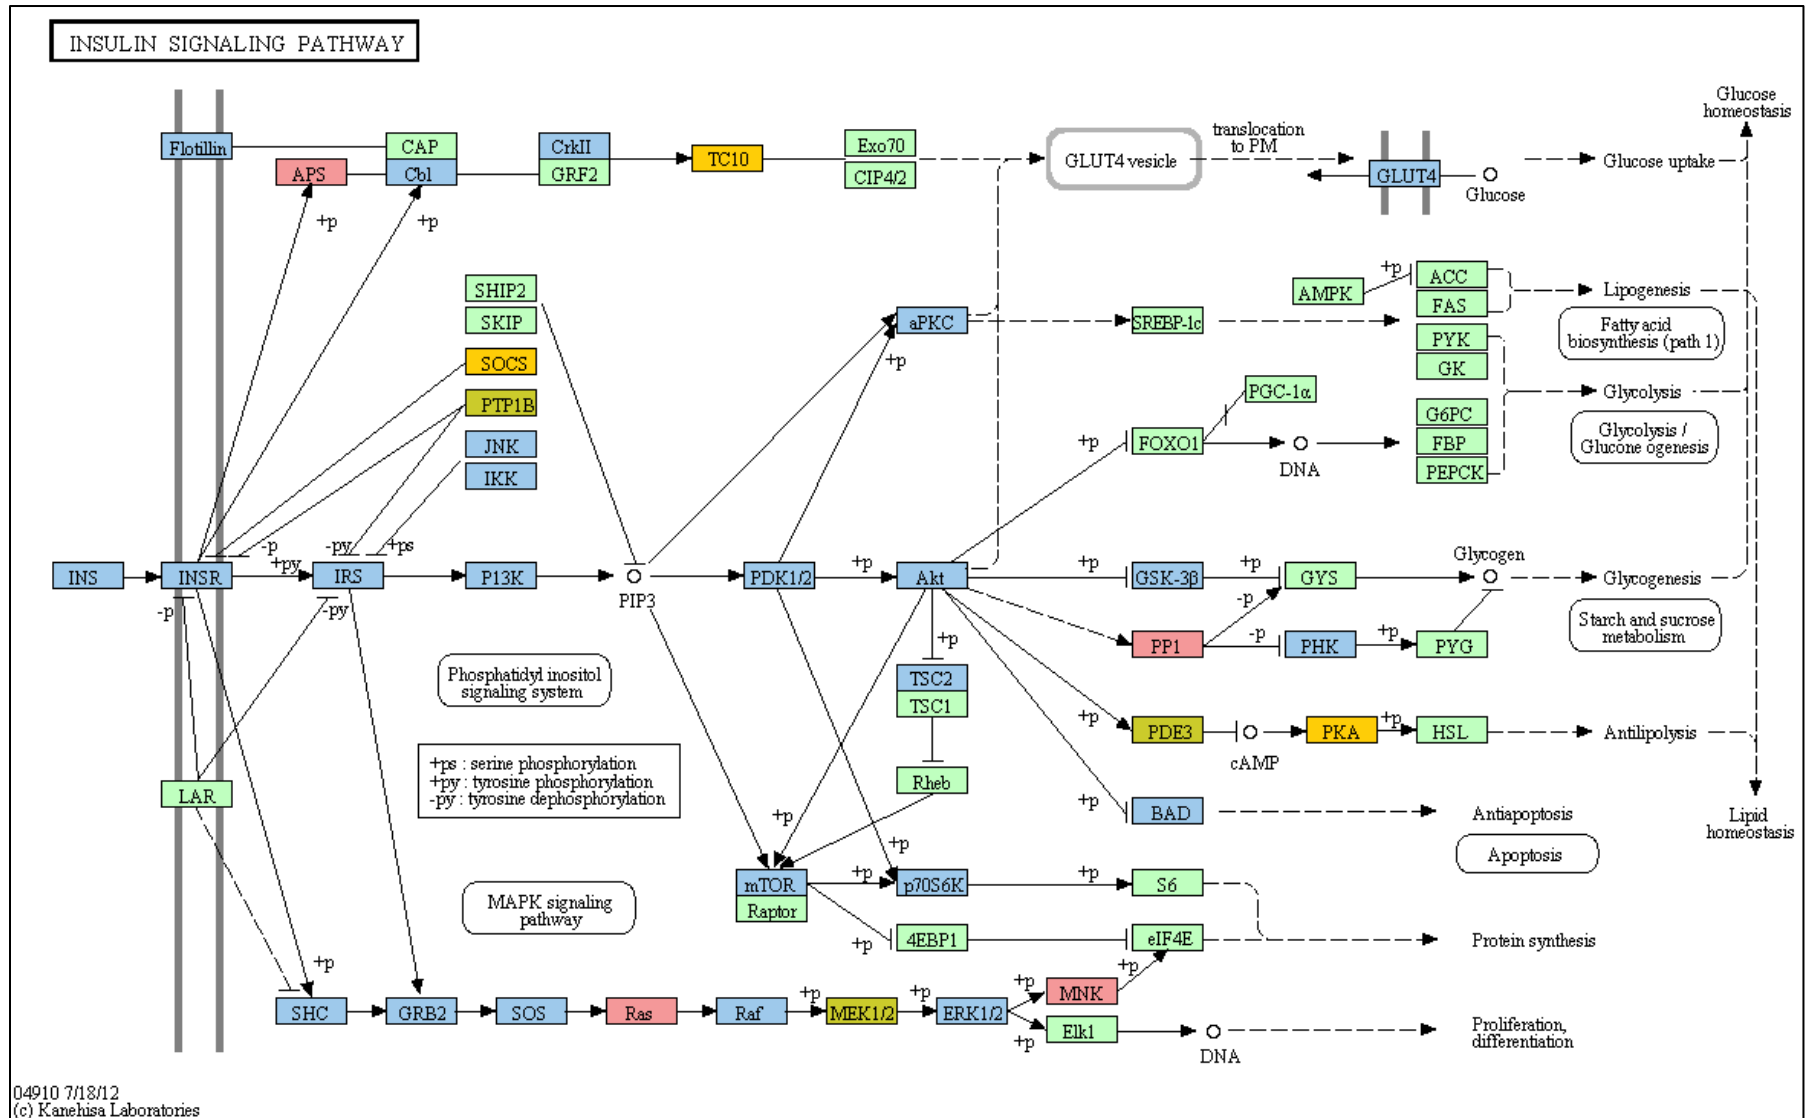 INSULIN SIGNALING PATHWAY
Glucose
homeostasis
Flotillin
CAP
APS
Cbl
CrkII
GRF2
TC10
Exo70
CIP4/2
GLUT4 vesicle
translocation
to PM
GLUT4
Glucose
Glucose uptake
+p
+p
SHIP2
SKIP
SOCS
PTP1B
JNK
IKK
aPKC
+p
SREBP-1c
AMPK
+p
ACC
FAS
PYK
GK
Lipogenesis
Fatty acid
biosynthesis (path 1)
PGC-1α
+p
FOXO1
DNA
G6PC
FBP
PEPCK
Glycolysis
Glycolysis /
Glucone ogenesis
INS
INSR
-p
+py
-py
+ps
IRS
P13K
PIP3
PDK1/2
+p
Akt
+p
GSK-3β
+p
GYS
Glycogen
Glycogenesis
-p
-py
-p
PP1
-p
PHK
+p
PYG
Starch and sucrose
metabolism
Phosphatidyl inositol
signaling system
+p
TSC2
TSC1
+p
PDE3
cAMP
PKA
+p
HSL
Antilipolysis
+ps : serine phosphorylation
+py : tyrosine phosphorylation
-py : tyrosine dephosphorylation
LAR
Rheb
+p
+p
BAD
Antiapoptosis
Apoptosis
Lipid
homeostasis
+p
mTOR
Raptor
+p
p70S6K
+p
S6
MAPK signaling
pathway
+p
4EBP1
eIF4E
Protein synthesis
+p
SHC
GRB2
SOS
Ras
Raf
+p
MEK1/2
+p
ERK1/2
+p
MNK
+p
+p
Elk1
DNA
Proliferation,
differentiation
04910 7/18/12
(c) Kanehisa Laboratories